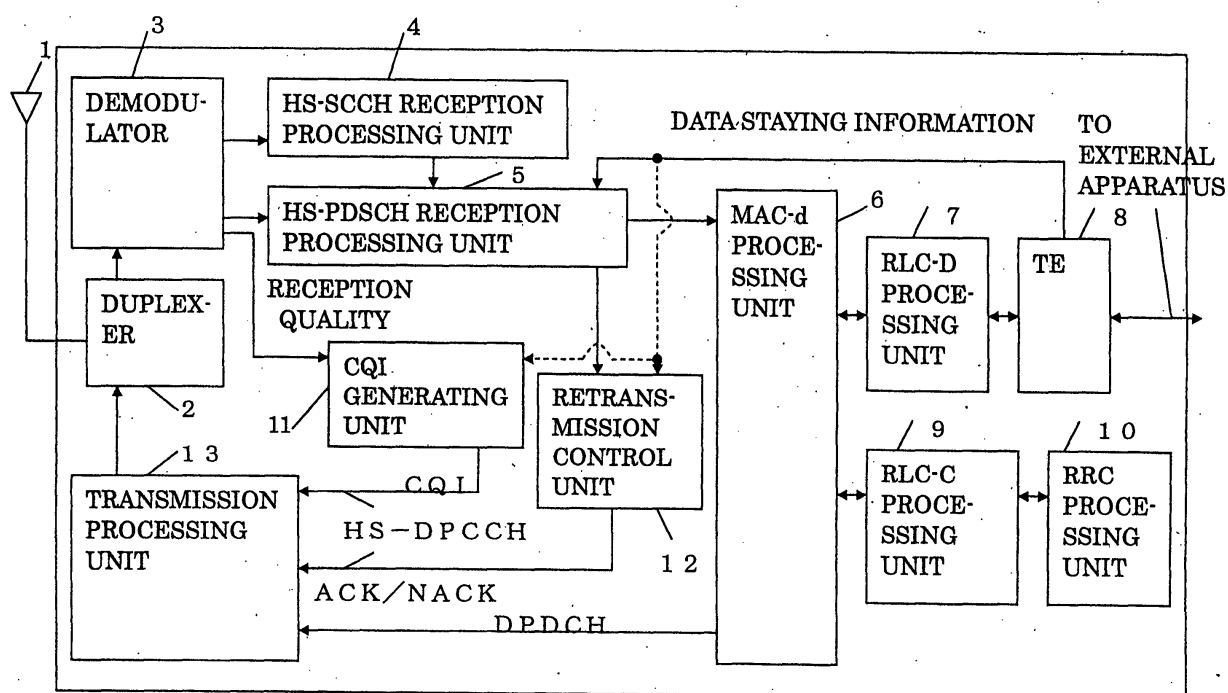 1
3
4
DEMODU-
LATOR
HS-SCCH RECEPTION
PROCESSING UNIT
DATA STAYING INFORMATION
TO
EXTERNAL
APPARATUS
5
HS-PDSCH RECEPTION
PROCESSING UNIT
MAC-d
PROCE-
SSING
UNIT
6
7
8
RLC-D
PROCE-
SSING
UNIT
TE
DUPLEX-
ER
2
RECEPTION
QUALITY
CQI
GENERATING
UNIT
11
RETRANS-
MISSION
CONTROL
UNIT
12
9
10
RLC-C
PROCE-
SSING
UNIT
RRC
PROCE-
SSING
UNIT
13
TRANSMISSION
PROCESSING
UNIT
CQI
HS-DPCCH
ACK/NACK
DPDCH